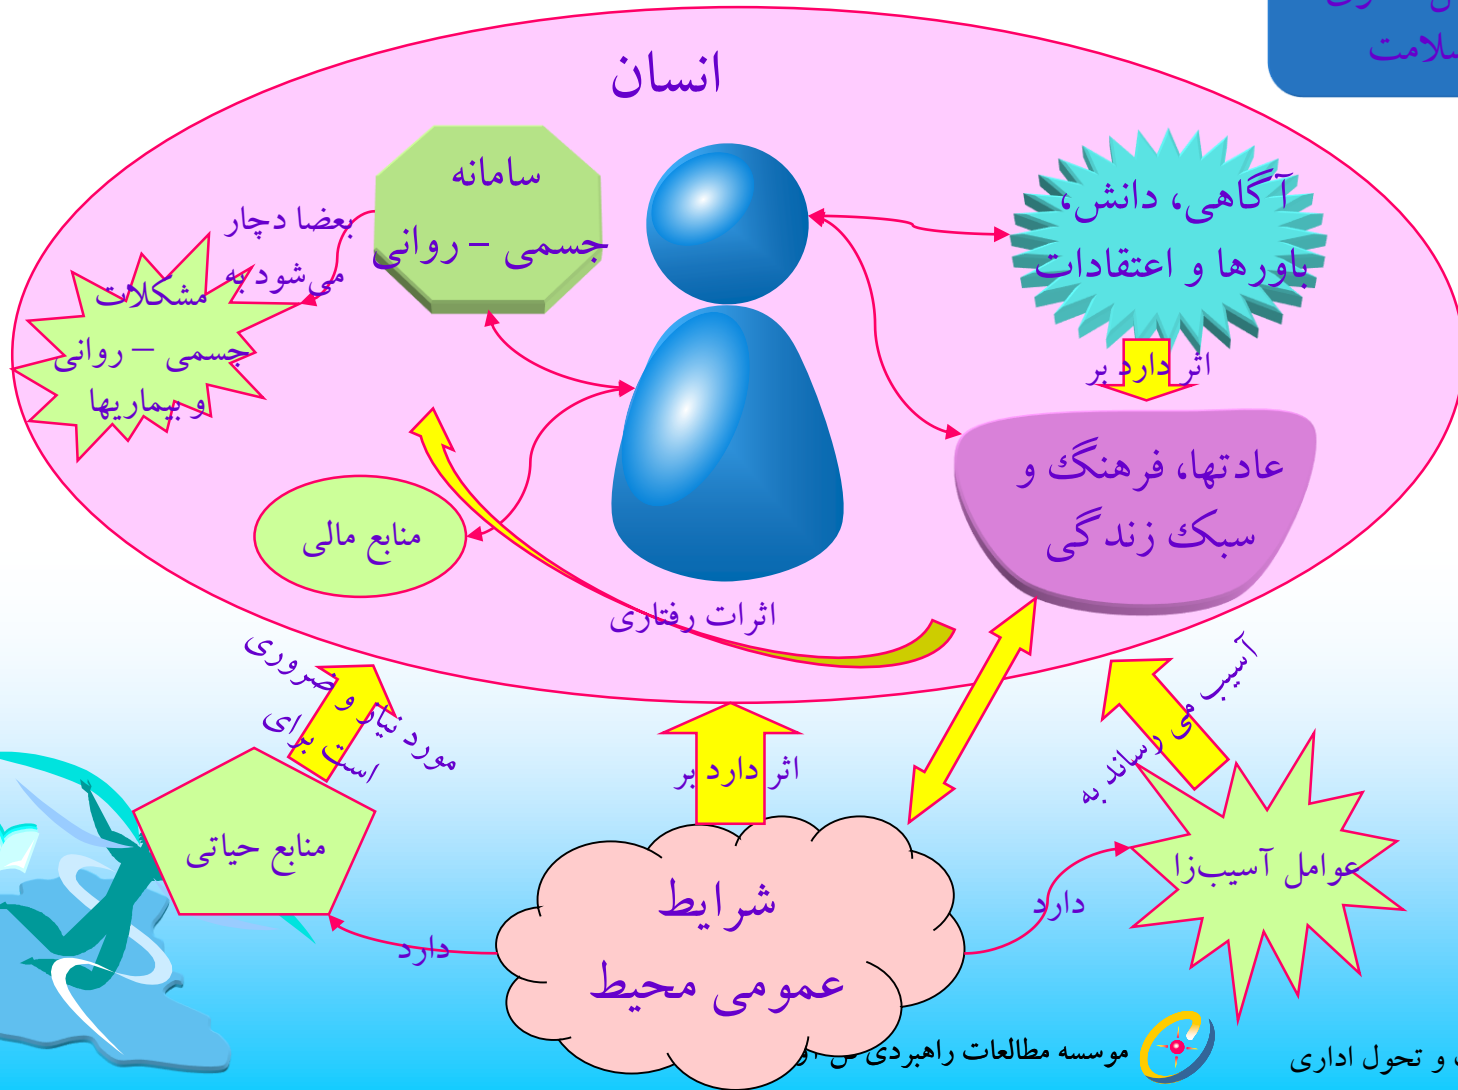 سلامت
انسان
آگاهی، دانش،
باورها و اعتقادات
سامانه
جسمی – روانی
بعضا دچار
می‌شود به
مشکلات
جسمی – روانی
و بیماریها
اثر دارد بر
عادتها، فرهنگ و
سبک زندگی
منابع مالی
اثرات رفتاری
مورد نیاز و ضروری
است برای
اثر دارد بر
آسیب می رساند به
منابع حیاتی
عوامل آسیب‌زا
شرایط
عمومی محیط
دارد
دارد
موسسه مطالعات راهبردی
و تحول اداری